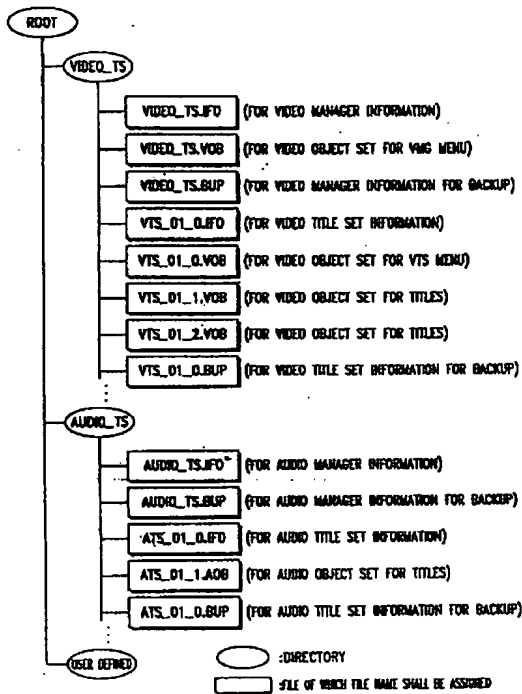 ROOT
VIDEO_TS
VIDEO_TS.IFO (FOR VIDEO MANAGER INFORMATION)
VIDEO_TS.VOB (FOR VIDEO OBJECT SET FOR VMG MENU)
VIDEO_TS.BUP (FOR VIDEO MANAGER INFORMATION FOR BACKUP)
VTS_01_0.IFO (FOR VIDEO TITLE SET INFORMATION)
VTS_01_0.VOB (FOR VIDEO OBJECT SET FOR VTS MENU)
VTS_01_1.VOB (FOR VIDEO OBJECT SET FOR TITLES)
VTS_01_2.VOB (FOR VIDEO OBJECT SET FOR TITLES)
VTS_01_0.BUP (FOR VIDEO TITLE SET INFORMATION FOR BACKUP)
AUDIO_TS
AUDIO_TS.IFO (FOR AUDIO MANAGER INFORMATION)
AUDIO_TS.BUP (FOR AUDIO MANAGER INFORMATION FOR BACKUP)
ATS_01_0.IFO (FOR AUDIO TITLE SET INFORMATION)
ATS_01_1.AOB (FOR AUDIO OBJECT SET FOR TITLES)
ATS_01_0.BUP (FOR AUDIO TITLE SET INFORMATION FOR BACKUP)
USER DEFINED
:DIRECTORY
:FILE OF WHICH FILE NAME SHALL BE ASSIGNED